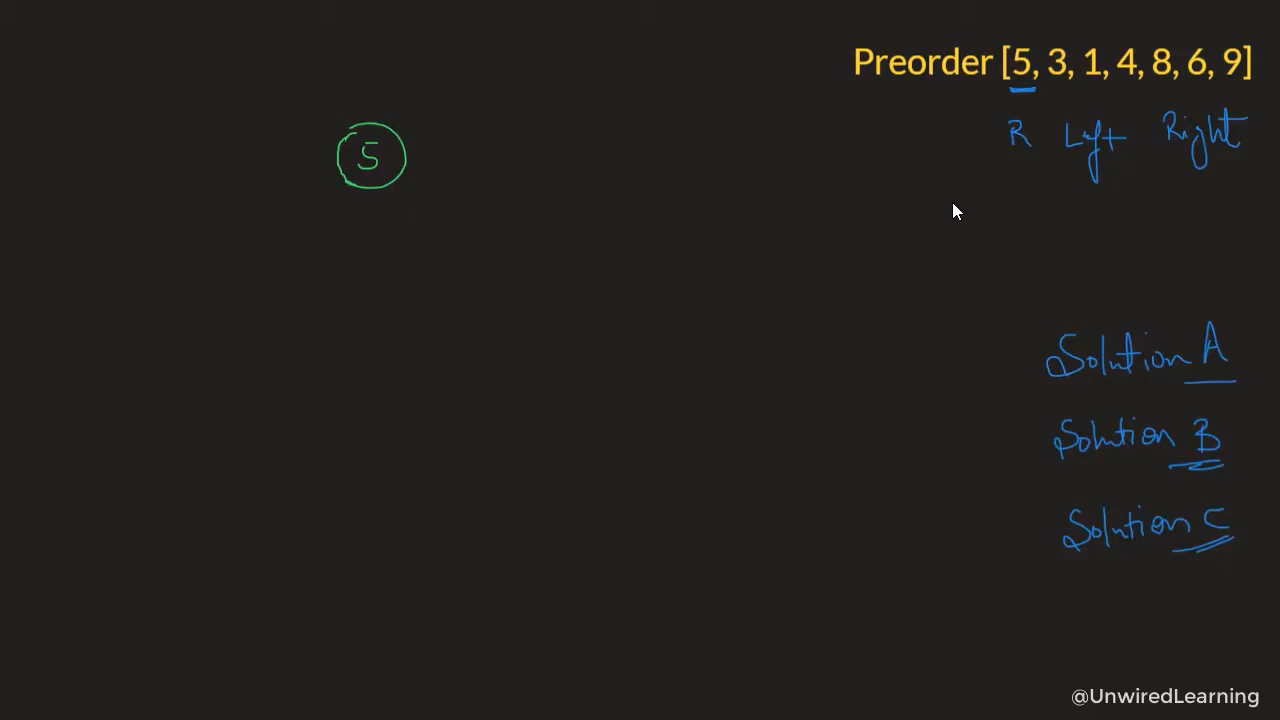 Preorder [5, 3, 1, 4, 8, 6, 9]
R Left Right
5
Solution A
Solution B
Solution C
@UnwiredLearning